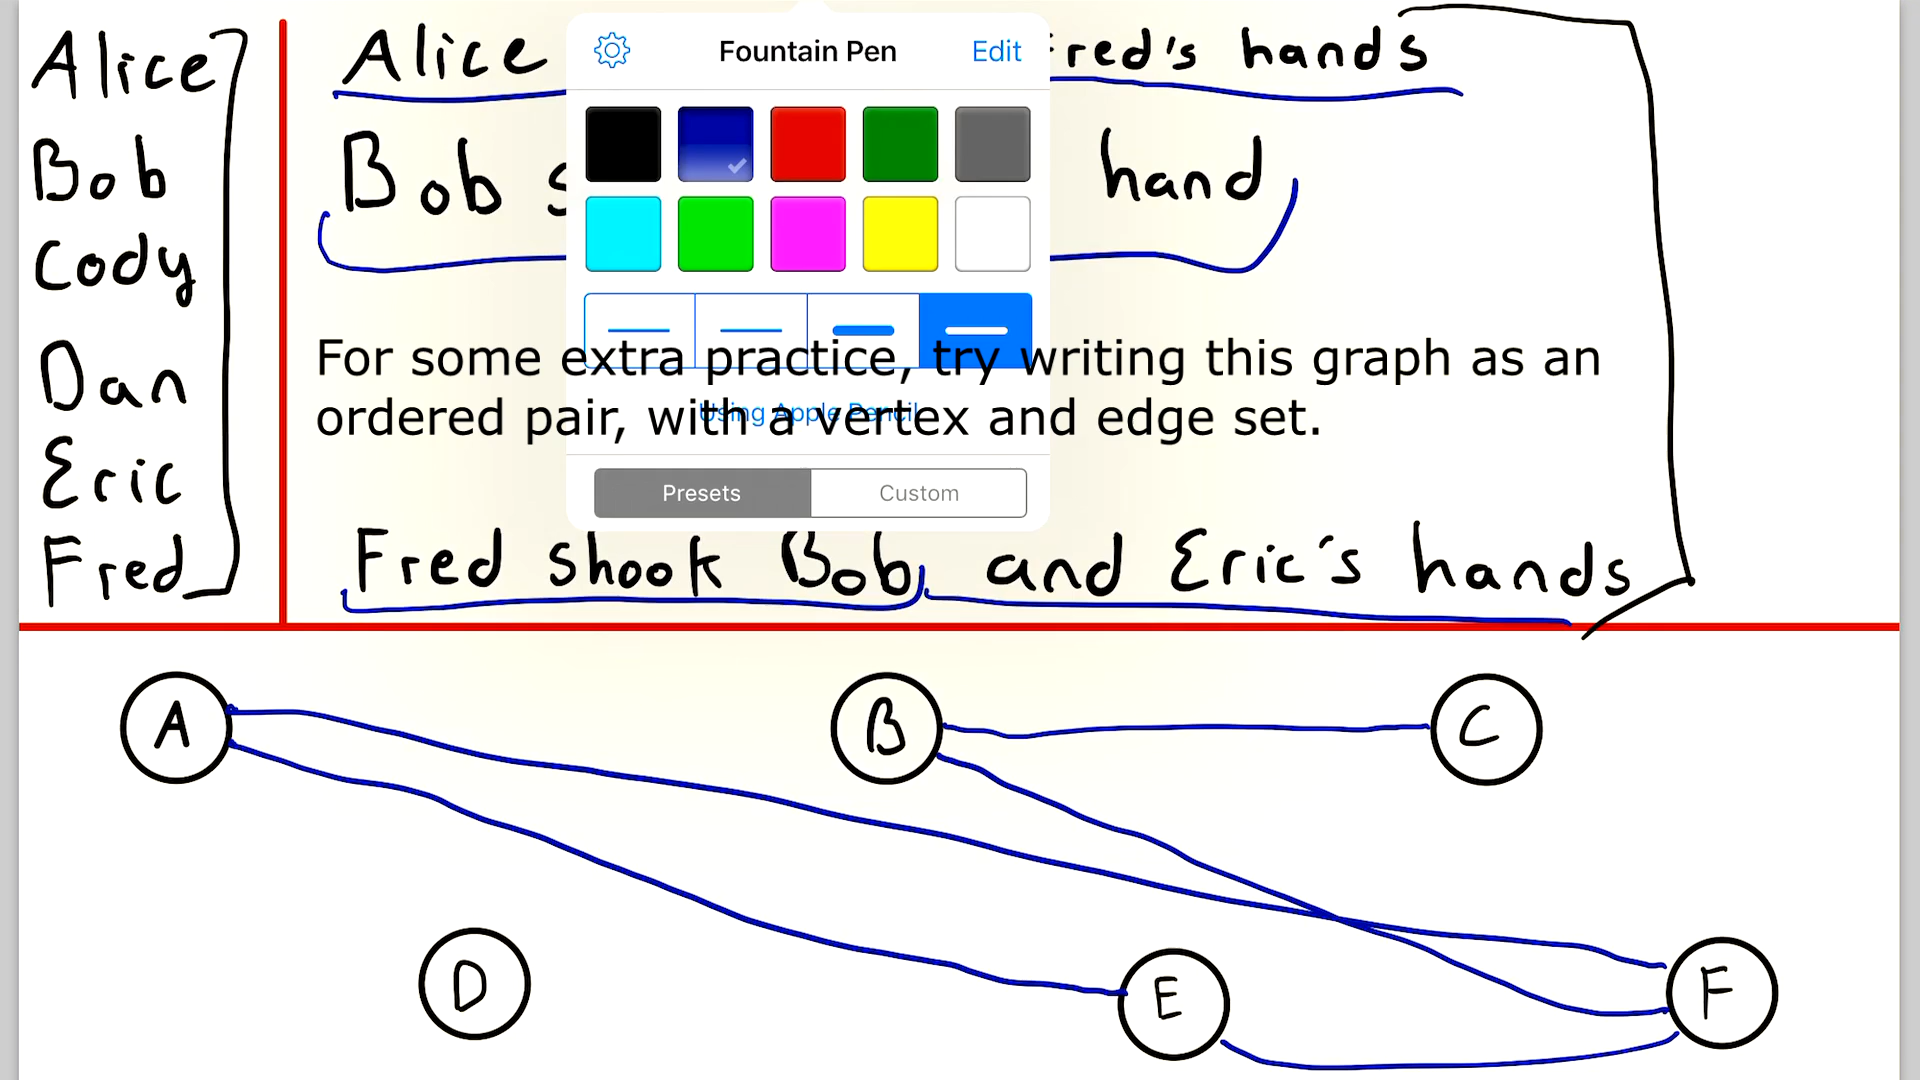 Alice
Bob
Cody
Dan
Eric
Fred
Alice red's hands
Bob s hand
Fountain Pen
Edit
For some extra practice, try writing this graph as an
ordered pair, with a vertex and edge set.
Using Apple Pencil
Presets
Custom
Fred shook Bob and Eric's hands
A
B
C
D
E
F